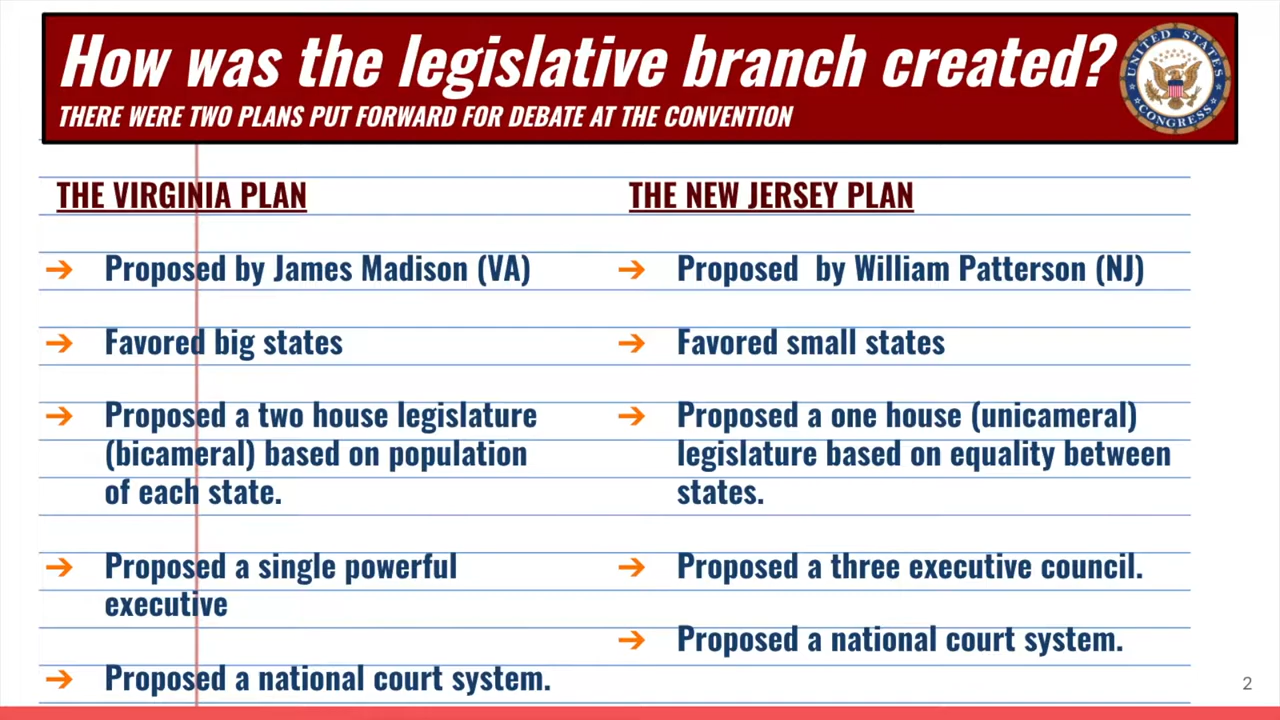 How was the legislative branch created?
THERE WERE TWO PLANS PUT FORWARD FOR DEBATE AT THE CONVENTION
UNITED STATES
CONGRESS
THE VIRGINIA PLAN
➔ Proposed by James Madison (VA)
➔ Favored big states
➔ Proposed a two house legislature
(bicameral) based on population
of each state.
➔ Proposed a single powerful
executive
➔ Proposed a national court system.
THE NEW JERSEY PLAN
➔ Proposed  by William Patterson (NJ)
➔ Favored small states
➔ Proposed a one house (unicameral)
legislature based on equality between
states.
➔ Proposed a three executive council.
➔ Proposed a national court system.
2